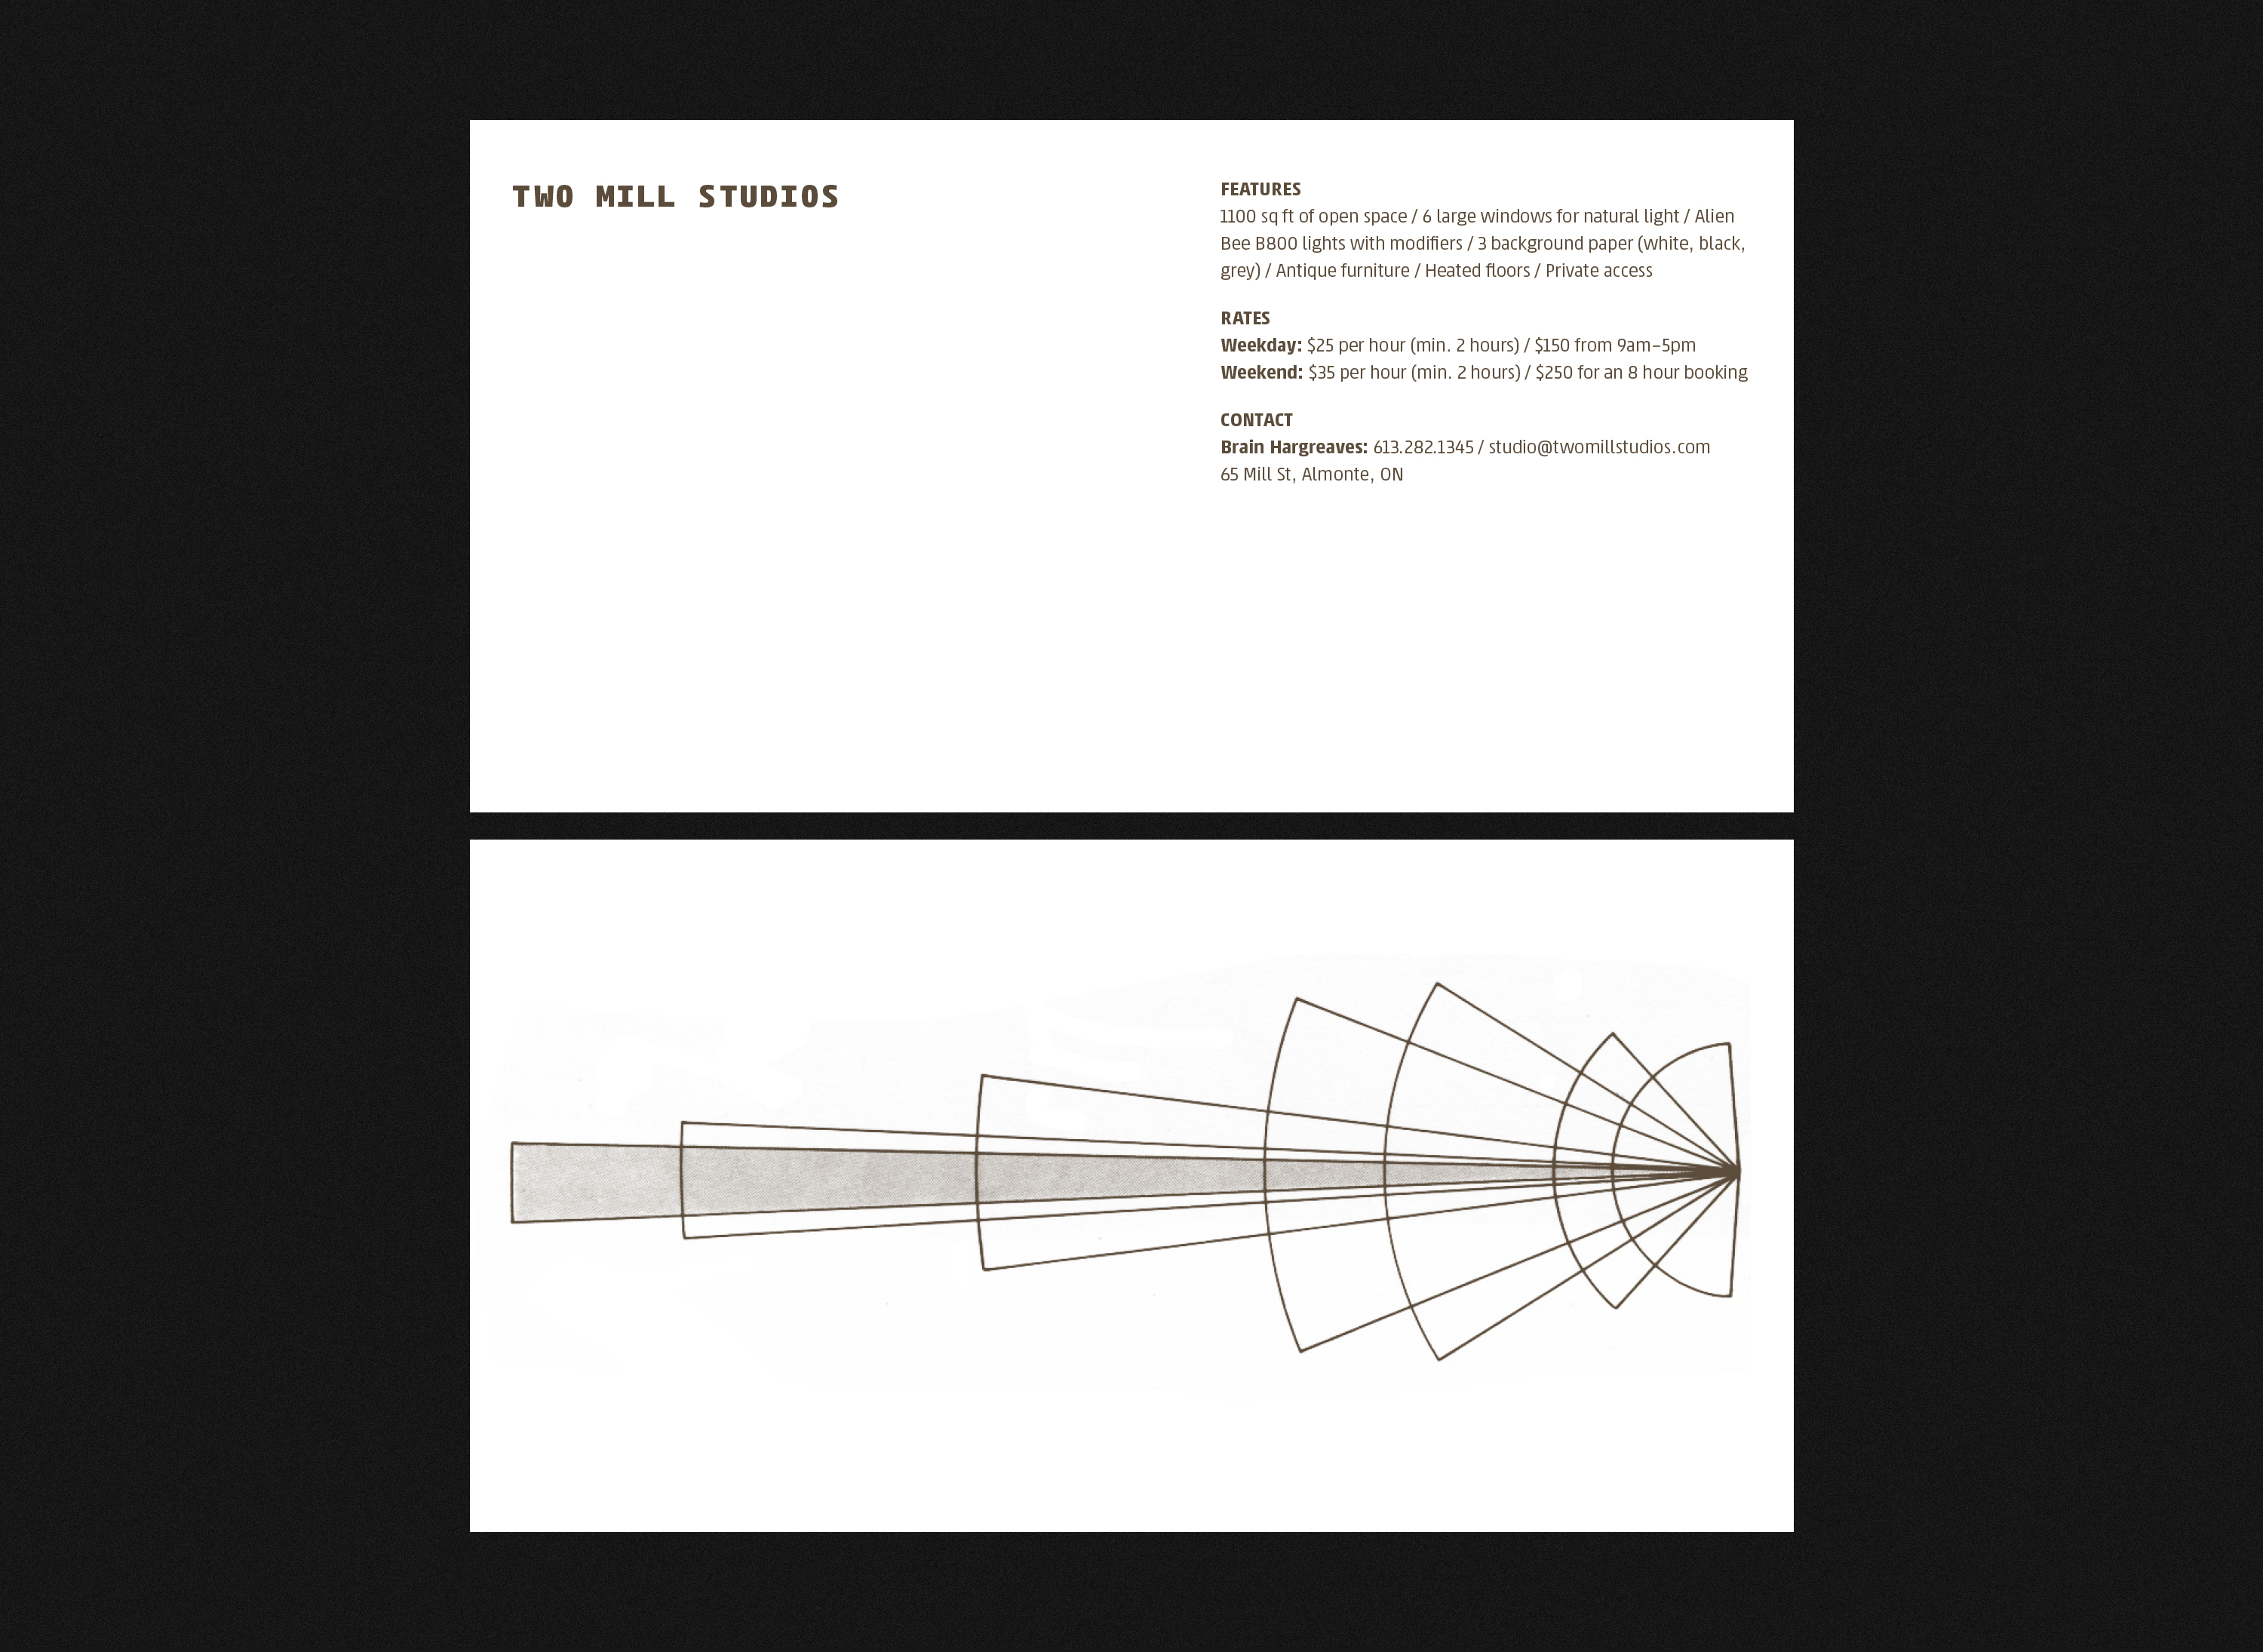 TWO MILL STUDIOS
FEATURES
1100 sq ft of open space / 6 large windows for natural light / Alien
Bee B800 lights with modifiers / 3 background paper (white, black,
grey) / Antique furniture / Heated floors / Private access
RATES
Weekday: $25 per hour (min. 2 hours) / $150 from 9am–5pm
Weekend: $35 per hour (min. 2 hours) / $250 for an 8 hour booking
CONTACT
Brain Hargreaves: 613.282.1345 / studio@twomillstudios.com
65 Mill St, Almonte, ON